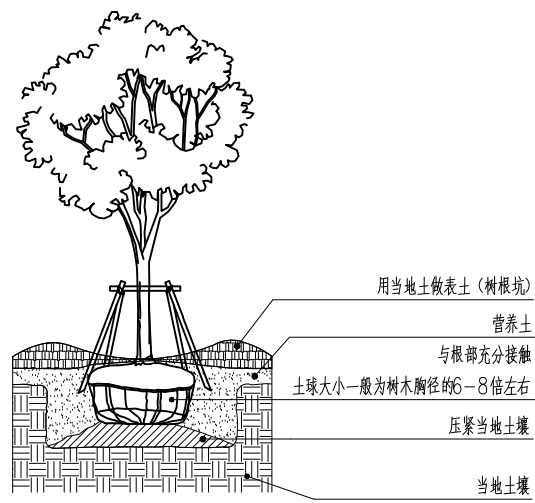 用当地土做表土（树根坑）
营养土
与根部充分接触
土球大小一般为树木胸径的6-8倍左右
压紧当地土壤
当地土壤